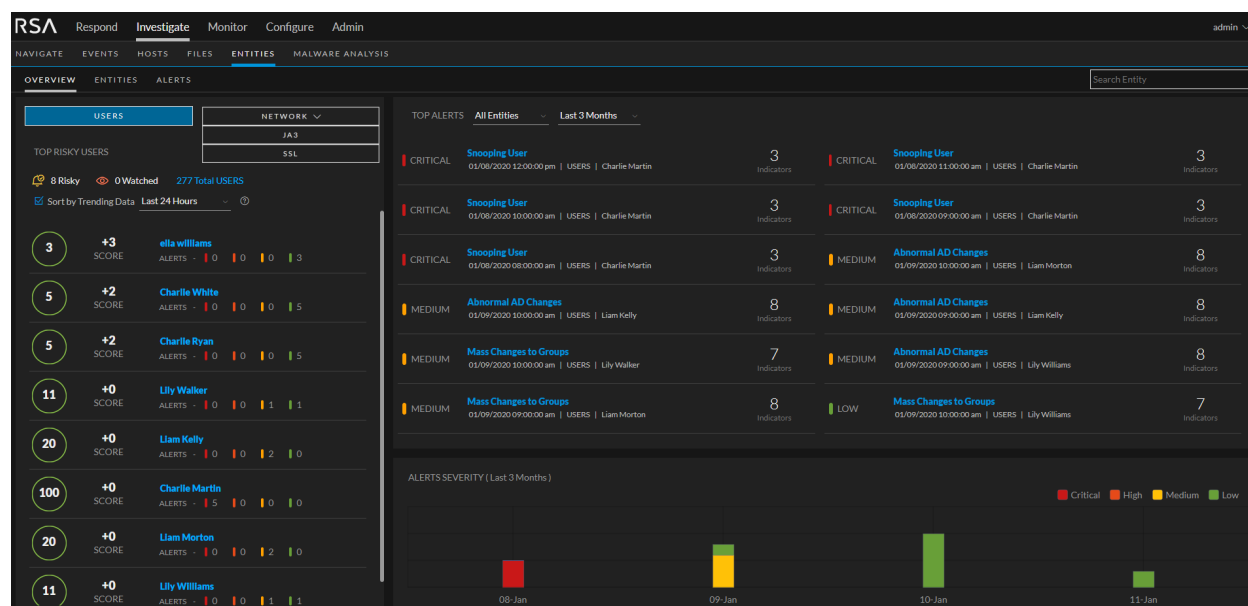 RSA Respond Investigate Monitor Configure Admin admin
NAVIGATE EVENTS HOSTS FILES ENTITIES MALWARE ANALYSIS
OVERVIEW ENTITIES ALERTS Search Entity
USERS NETWORK
JA3
SSL
TOP RISKY USERS
8 Risky 0 Watched 277 Total USERS
Sort by Trending Data Last 24 Hours
3 +3 SCORE ella williams
ALERTS - 0 0 0 3
5 +2 SCORE Charlie White
ALERTS - 0 0 0 5
5 +2 SCORE Charlie Ryan
ALERTS - 0 0 0 5
11 +0 SCORE Lily Walker
ALERTS - 0 0 1 1
20 +0 SCORE Liam Kelly
ALERTS - 0 0 2 0
100 +0 SCORE Charlie Martin
ALERTS - 5 0 0 0
20 +0 SCORE Liam Morton
ALERTS - 0 0 2 0
11 +0 SCORE Lily Williams
ALERTS - 0 0 1 1
TOP ALERTS All Entities Last 3 Months
CRITICAL Snooping User 3
01/08/2020 12:00:00 pm | USERS | Charlie Martin Indicators
CRITICAL Snooping User 3
01/08/2020 11:00:00 am | USERS | Charlie Martin Indicators
CRITICAL Snooping User 3
01/08/2020 10:00:00 am | USERS | Charlie Martin Indicators
CRITICAL Snooping User 3
01/08/2020 09:00:00 am | USERS | Charlie Martin Indicators
CRITICAL Snooping User 3
01/08/2020 08:00:00 am | USERS | Charlie Martin Indicators
MEDIUM Abnormal AD Changes 8
01/09/2020 10:00:00 am | USERS | Liam Morton Indicators
MEDIUM Abnormal AD Changes 8
01/09/2020 10:00:00 am | USERS | Liam Kelly Indicators
MEDIUM Abnormal AD Changes 8
01/09/2020 09:00:00 am | USERS | Liam Kelly Indicators
MEDIUM Mass Changes to Groups 7
01/09/2020 10:00:00 am | USERS | Lily Walker Indicators
MEDIUM Abnormal AD Changes 8
01/09/2020 09:00:00 am | USERS | Lily Williams Indicators
MEDIUM Mass Changes to Groups 8
01/09/2020 09:00:00 am | USERS | Liam Morton Indicators
LOW Mass Changes to Groups 7
01/09/2020 10:00:00 am | USERS | Lily Williams Indicators
ALERTS SEVERITY ( Last 3 Months )
Critical High Medium Low
08-Jan 09-Jan 10-Jan 11-Jan